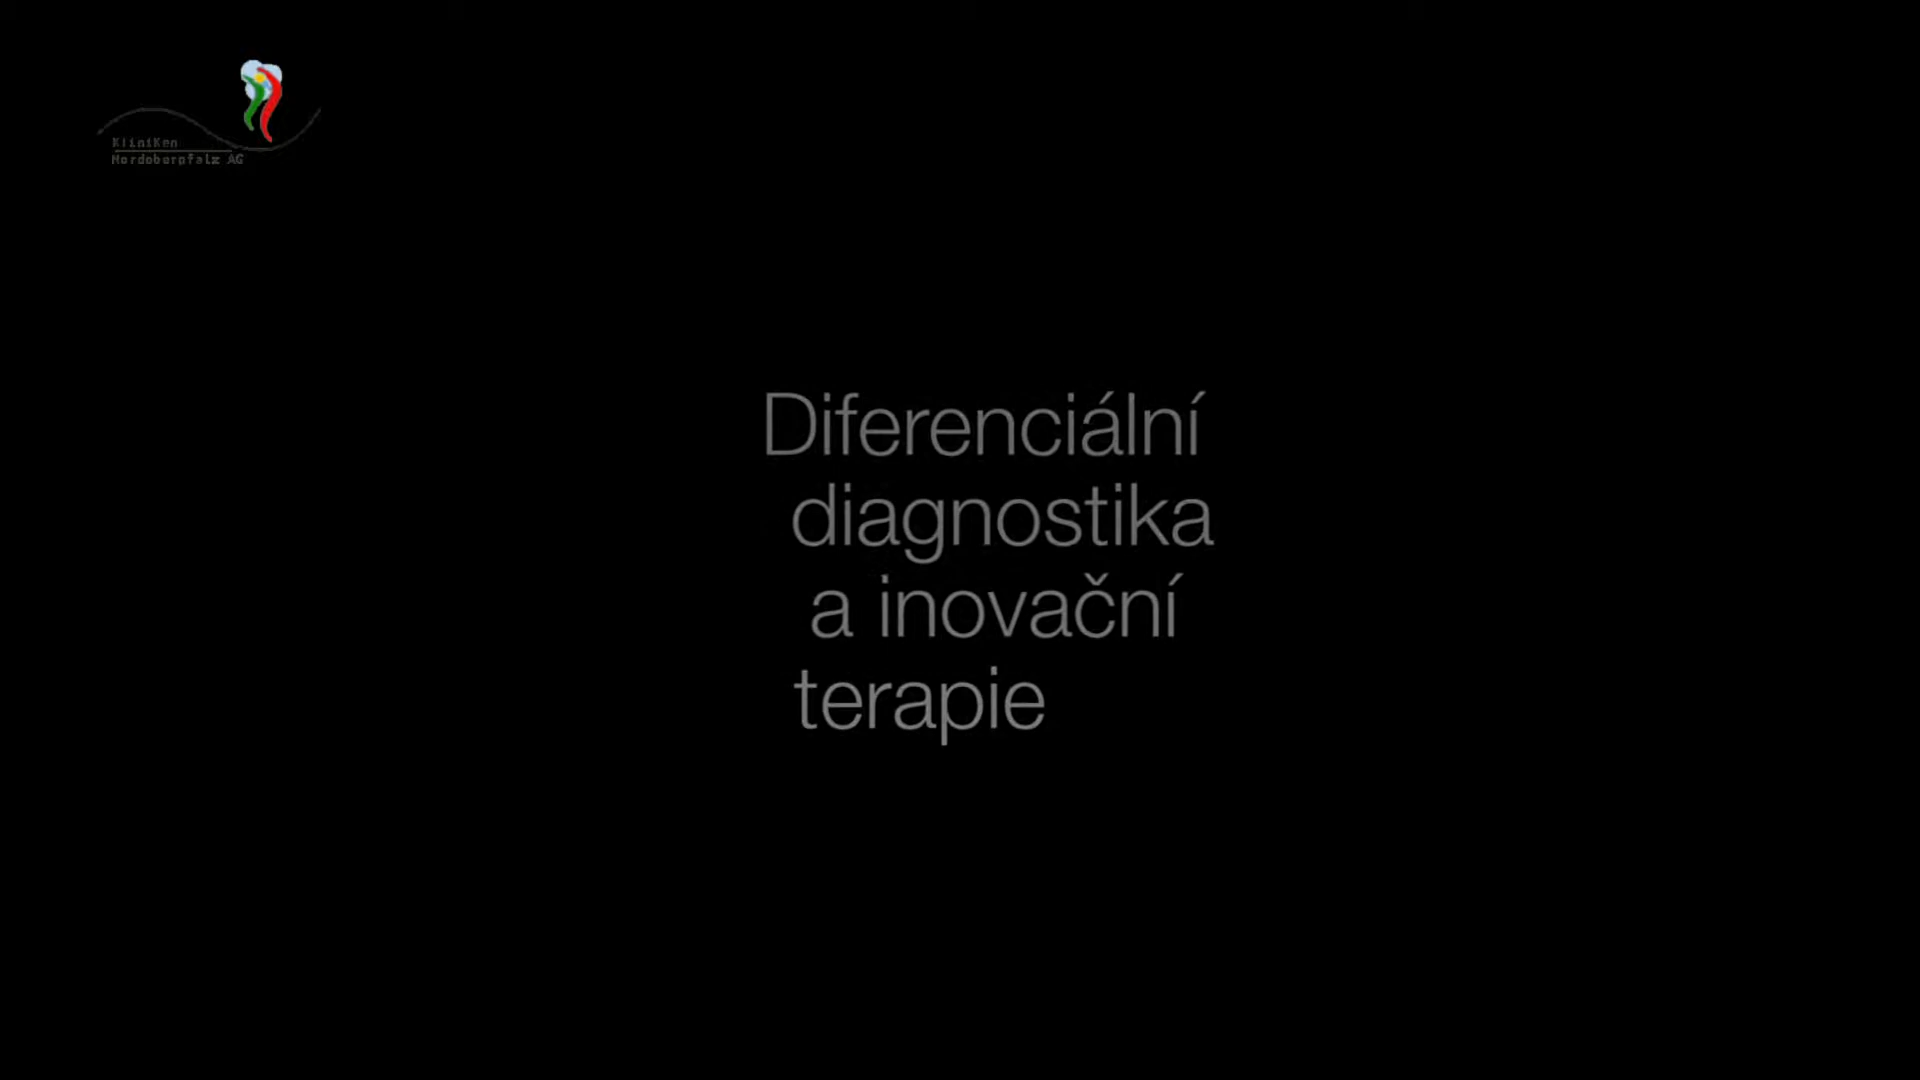 Kliniken
Nordoberpfalz AG
Diferenciální
diagnostika
a inovační
terapie